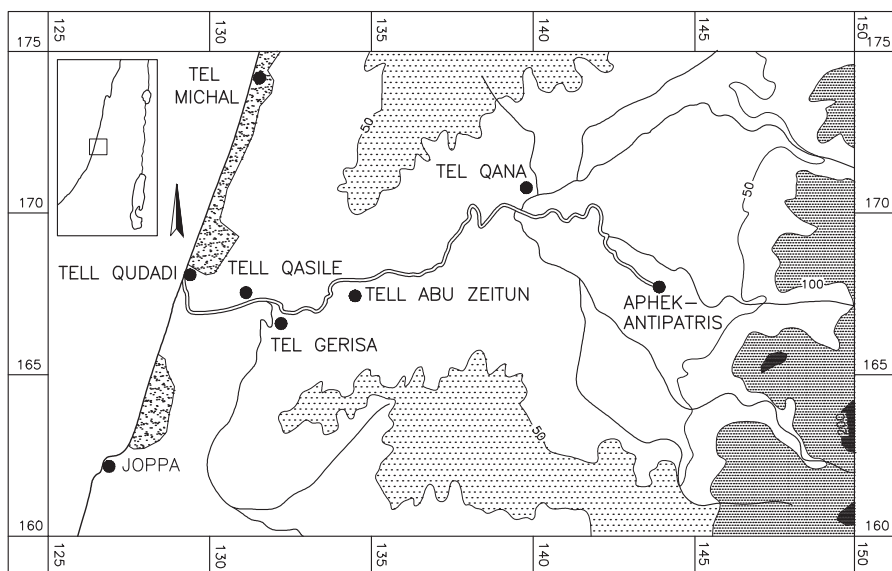 125
130
135
140
145
150
175
175
TEL
MICHAL
50
TEL QANA
170
170
50
TELL QUDADI
TELL QASILE
TELL ABU ZEITUN
100
APHEK–
ANTIPATRIS
TEL GERISA
165
165
50
200
JOPPA
160
160
125
130
135
140
145
150